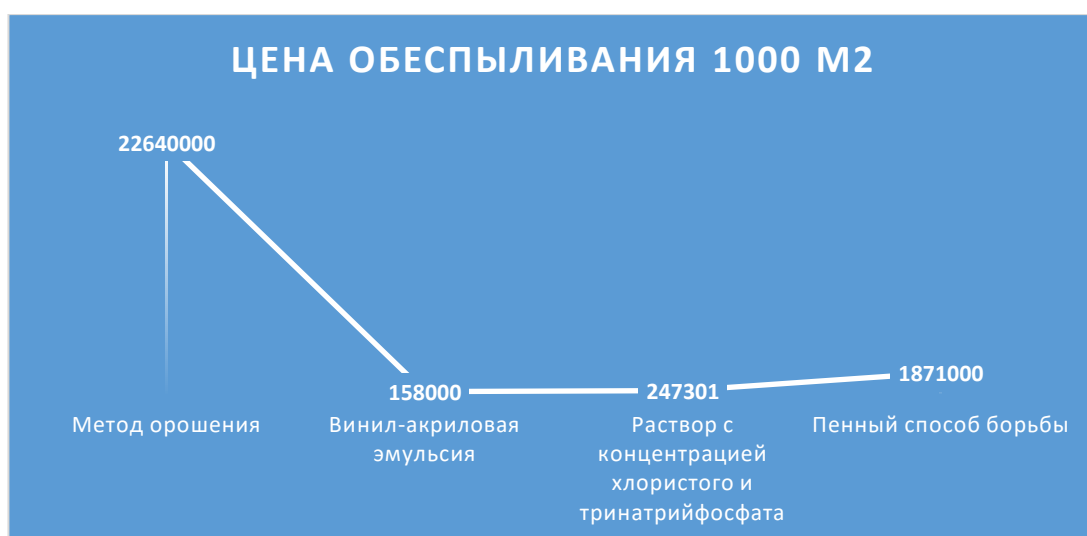 ЦЕНА ОБЕСПЫЛИВАНИЯ 1000 М2
22640000
158000
247301
1871000
Метод орошения
Винил-акриловая
эмульсия
Раствор с
концентрацией
хлористого и
тринатрийфосфата
Пенный способ борьбы